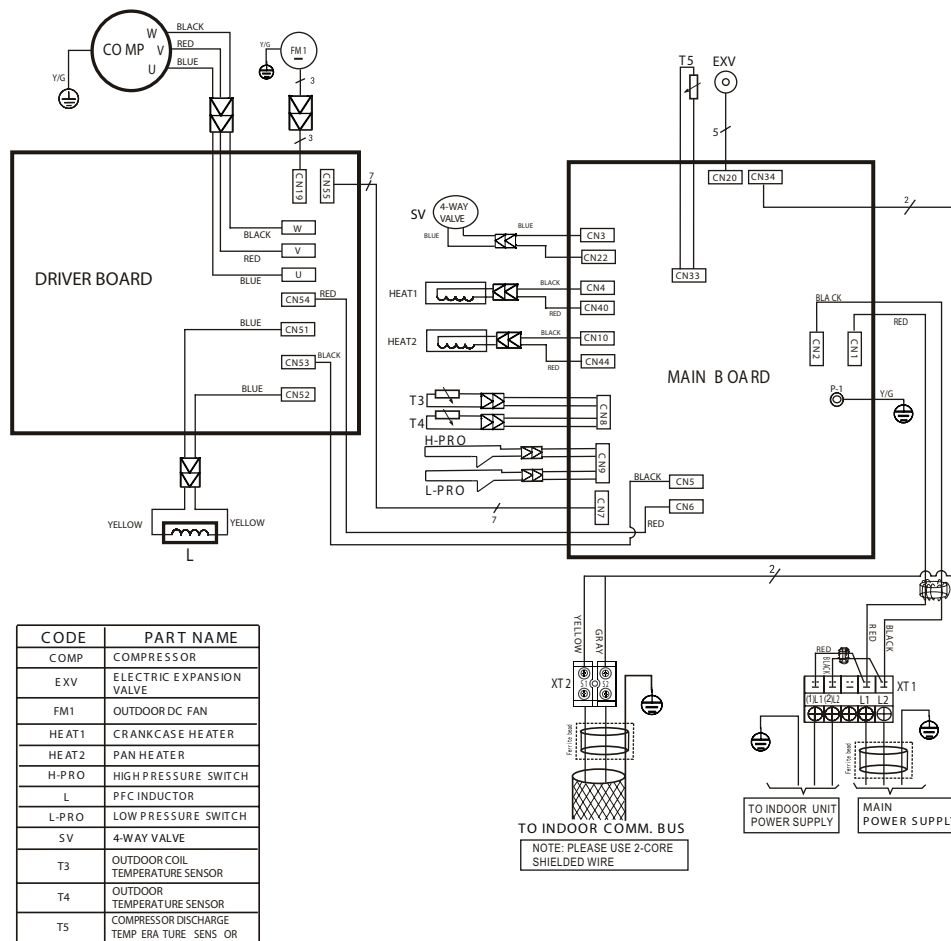 COMP
W
V
U
BLACK
RED
BLUE
Y/G
Y/G
FM1
3
3
CN19
CN55
7
DRIVER BOARD
W
BLACK
V
RED
U
BLUE
CN54
RED
BLUE
CN51
CN53
BLACK
BLUE
CN52
YELLOW
YELLOW
L
T5
EXV
5
CN20
CN34
2
SV
4-WAY
VALVE
BLUE
BLUE
CN3
CN22
CN33
HEAT1
BLACK
CN4
RED
CN40
HEAT2
BLACK
CN10
RED
CN44
BLACK
RED
CN2
CN1
MAIN BOARD
P-1
Y/G
T3
T4
CN8
H-PRO
L-PRO
CN9
CN7
7
BLACK
CN5
CN6
RED
2
YELLOW
GRAY
XT2
S1
S2
Ferrite bead
TO INDOOR COMM. BUS
NOTE: PLEASE USE 2-CORE
SHIELDED WIRE
RED
BLACK
RED
BLACK
XT1
(1)L1
(2)L2
L1
L2
Ferrite bead
TO INDOOR UNIT
POWER SUPPLY
MAIN
POWER SUPPLY
CODE PART NAME
COMP COMPRESSOR
EXV ELECTRIC EXPANSION
VALVE
FM1 OUTDOOR DC FAN
HEAT1 CRANKCASE HEATER
HEAT2 PAN HEATER
H-PRO HIGH PRESSURE SWITCH
L PFC INDUCTOR
L-PRO LOW PRESSURE SWITCH
SV 4-WAY VALVE
T3 OUTDOOR COIL
TEMPERATURE SENSOR
T4 OUTDOOR
TEMPERATURE SENSOR
T5 COMPRESSOR DISCHARGE
TEMPERATURE SENSOR